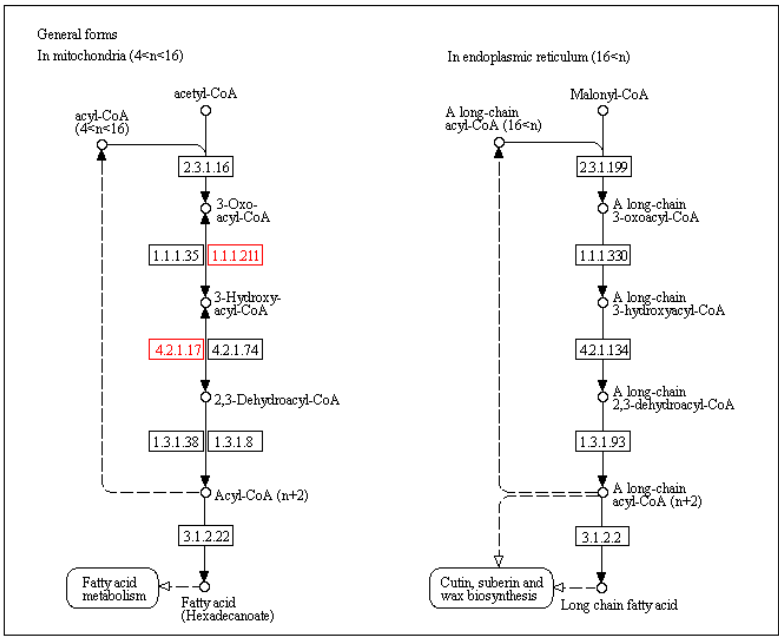 General forms
In mitochondria (4<n<16)
acetyl-CoA
acyl-CoA
(4<n<16)
2.3.1.16
3-Oxo-
acyl-CoA
1.1.1.35
1.1.1.211
3-Hydroxy-
acyl-CoA
4.2.1.17
4.2.1.74
2,3-Dehydroacyl-CoA
1.3.1.38
1.3.1.8
Acyl-CoA (n+2)
3.1.2.22
Fatty acid
metabolism
Fatty acid
(Hexadecanoate)
In endoplasmic reticulum (16<n)
Malonyl-CoA
A long-chain
acyl-CoA (16<n)
2.3.1.199
A long-chain
3-oxoacyl-CoA
1.1.1.330
A long-chain
3-hydroxyacyl-CoA
4.2.1.134
A long-chain
2,3-dehydroacyl-CoA
1.3.1.93
A long-chain
acyl-CoA (n+2)
3.1.2.2
Cutin, suberin and
wax biosynthesis
Long chain fatty acid